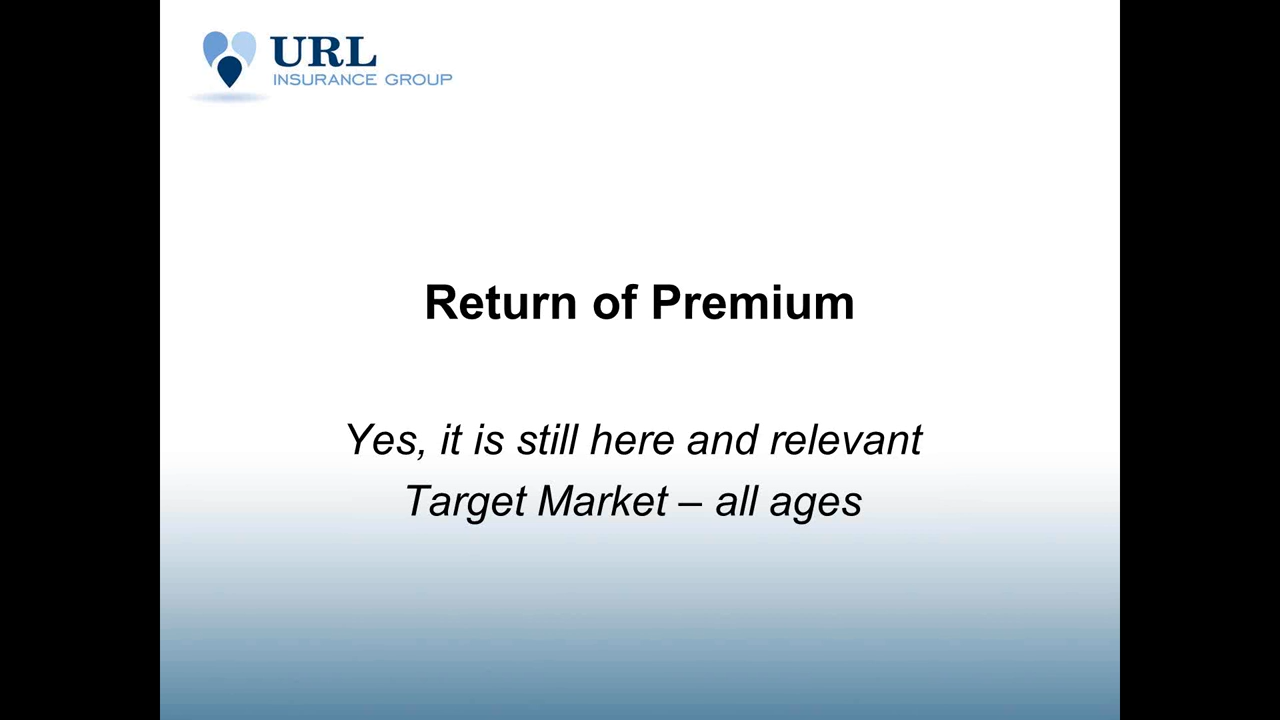 URL
INSURANCE GROUP
Return of Premium
Yes, it is still here and relevant
Target Market – all ages